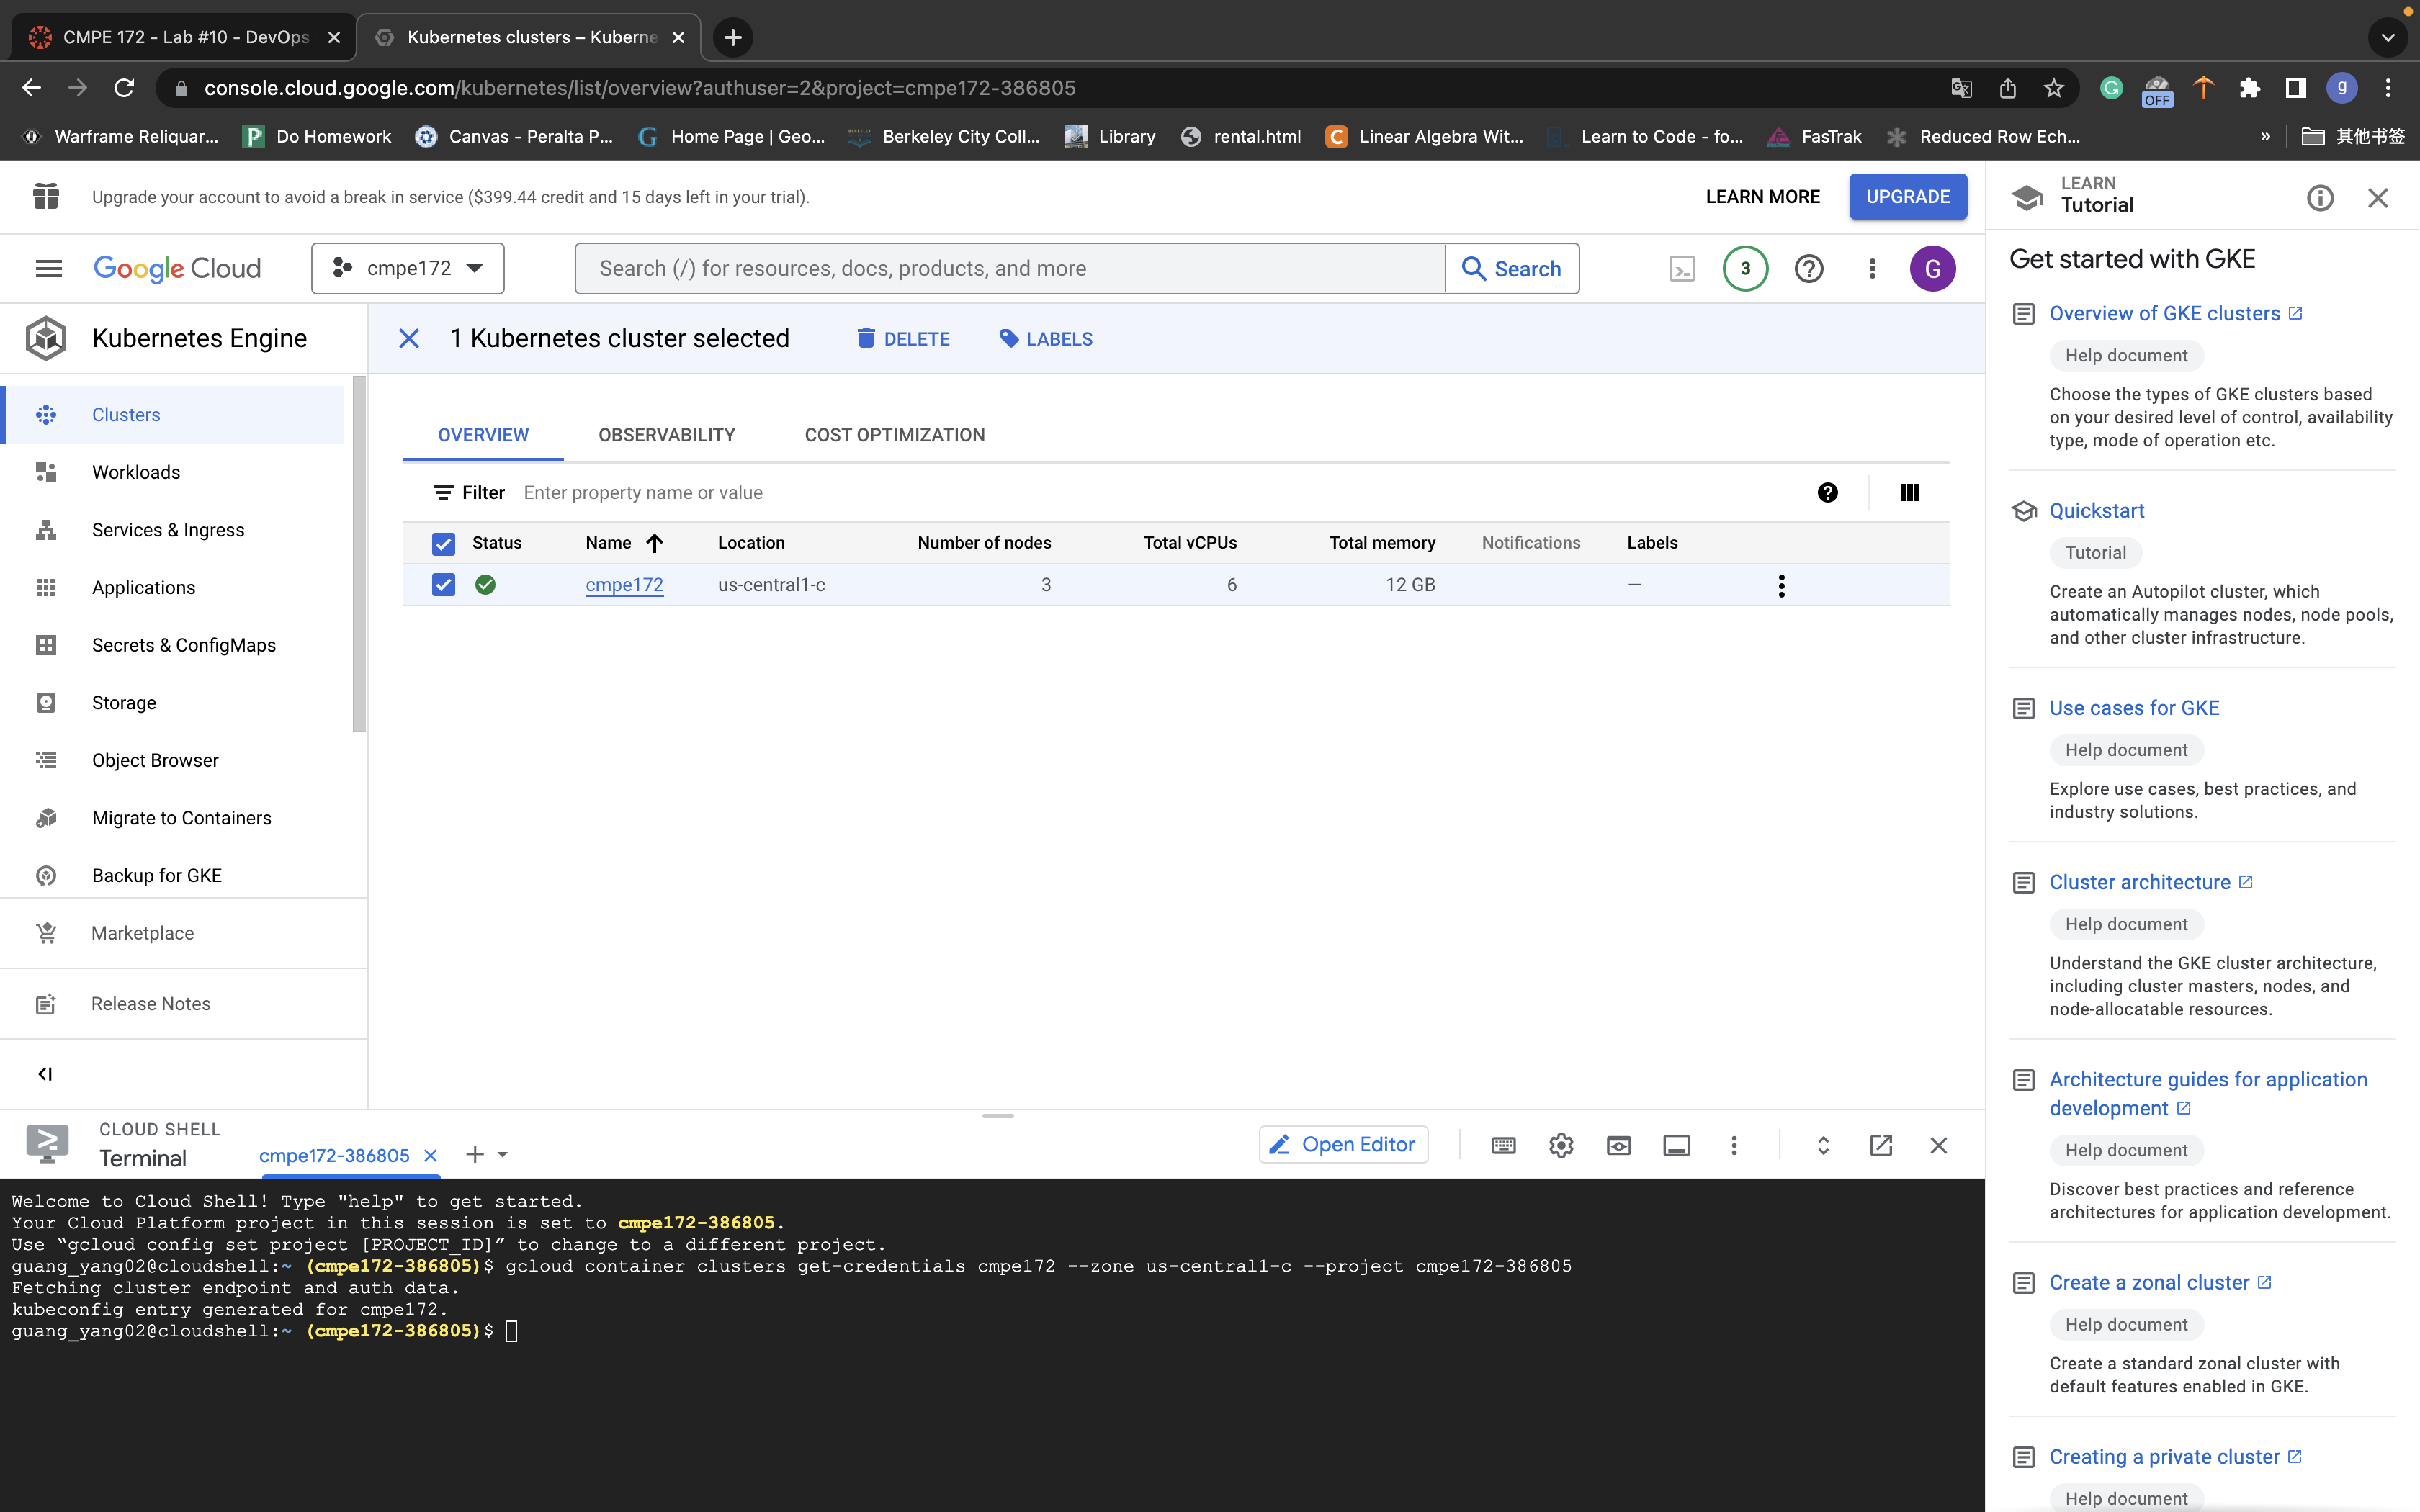 CMPE 172 - Lab #10 - DevOps
Kubernetes clusters – Kuberne
console.cloud.google.com/kubernetes/list/overview?authuser=2&project=cmpe172-386805
OFF
g
Warframe Reliquar...
Do Homework
Canvas - Peralta P...
Home Page | Geo...
Berkeley City Coll...
Library
rental.html
Linear Algebra Wit...
Learn to Code - fo...
FasTrak
Reduced Row Ech...
»
其他书签
Upgrade your account to avoid a break in service ($399.44 credit and 15 days left in your trial).
LEARN MORE
UPGRADE
Google Cloud
cmpe172
Search (/) for resources, docs, products, and more
Search
3
G
Kubernetes Engine
1 Kubernetes cluster selected
DELETE
LABELS
Clusters
Workloads
Services & Ingress
Applications
Secrets & ConfigMaps
Storage
Object Browser
Migrate to Containers
Backup for GKE
Marketplace
Release Notes
OVERVIEW
OBSERVABILITY
COST OPTIMIZATION
Filter
Enter property name or value
Status Name Location Number of nodes Total vCPUs Total memory Notifications Labels
cmpe172 us-central1-c 3 6 12 GB —
CLOUD SHELL
Terminal
cmpe172-386805
Open Editor
Welcome to Cloud Shell! Type "help" to get started.
Your Cloud Platform project in this session is set to cmpe172-386805.
Use “gcloud config set project [PROJECT_ID]” to change to a different project.
guang_yang02@cloudshell:~ (cmpe172-386805)$ gcloud container clusters get-credentials cmpe172 --zone us-central1-c --project cmpe172-386805
Fetching cluster endpoint and auth data.
kubeconfig entry generated for cmpe172.
guang_yang02@cloudshell:~ (cmpe172-386805)$
LEARN
Tutorial
Get started with GKE
Overview of GKE clusters
Help document
Choose the types of GKE clusters based
on your desired level of control, availability
type, mode of operation etc.
Quickstart
Tutorial
Create an Autopilot cluster, which
automatically manages nodes, node pools,
and other cluster infrastructure.
Use cases for GKE
Help document
Explore use cases, best practices, and
industry solutions.
Cluster architecture
Help document
Understand the GKE cluster architecture,
including cluster masters, nodes, and
node-allocatable resources.
Architecture guides for application
development
Help document
Discover best practices and reference
architectures for application development.
Create a zonal cluster
Help document
Create a standard zonal cluster with
default features enabled in GKE.
Creating a private cluster
Help document